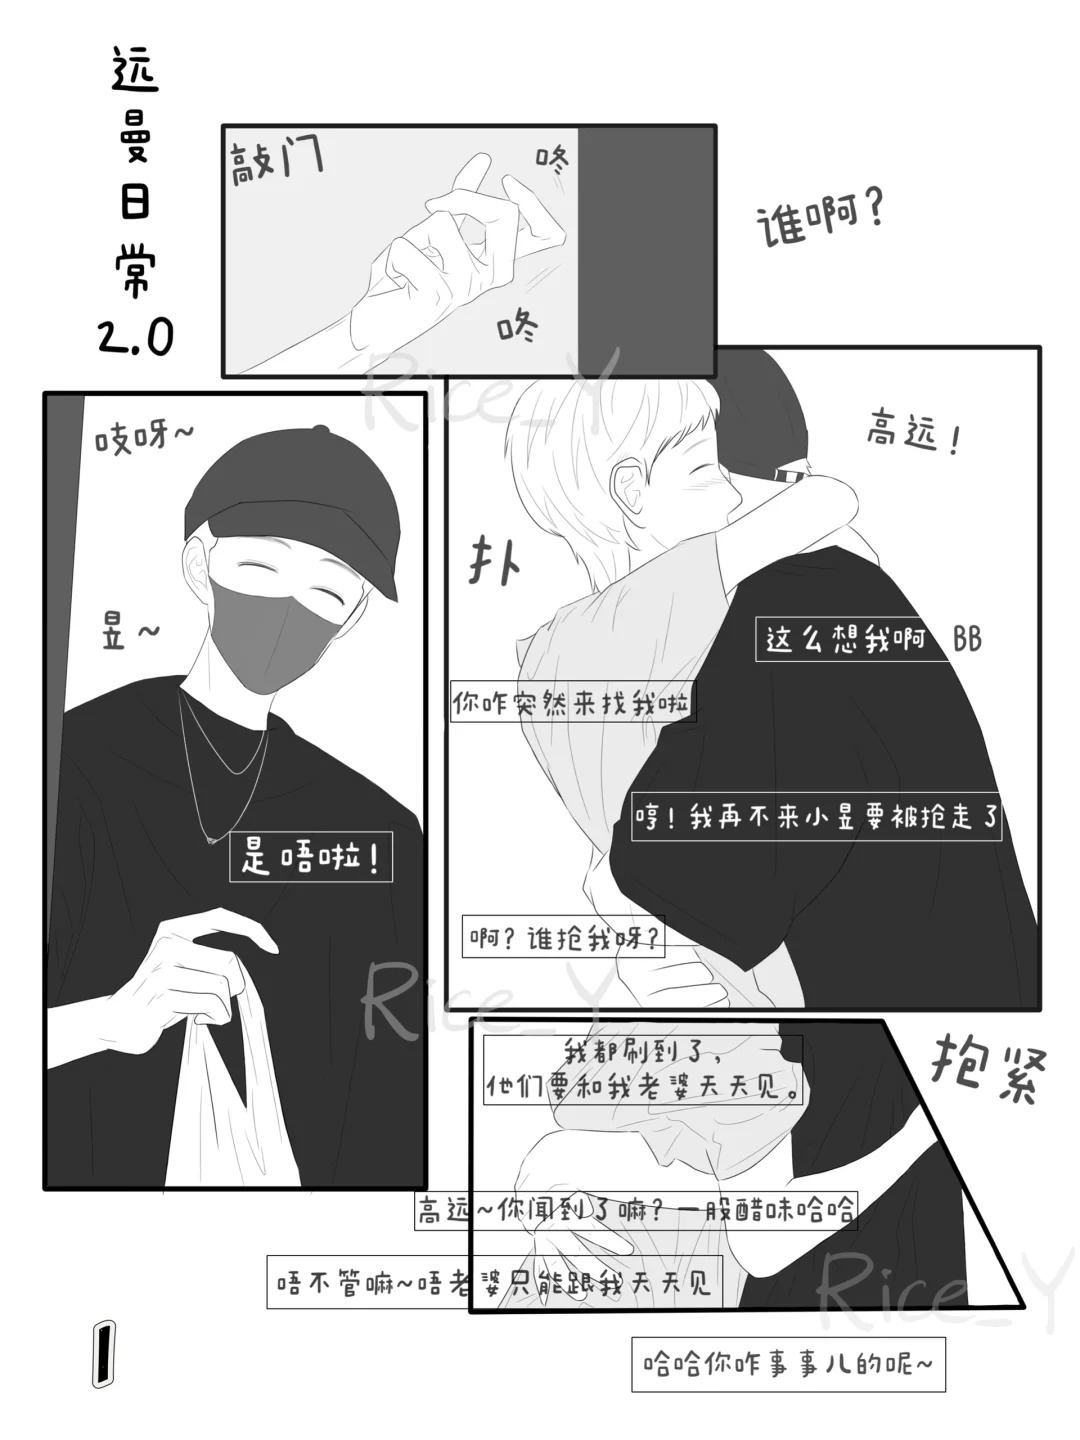 远曼日常2.0
敲门
咚
咚
谁啊?
吱呀~
昱~
是唔啦!
高远!
扑
这么想我啊 BB
你咋突然来找我啦
哼!我再不来小昱要被抢走了
啊?谁抢我呀?
抱紧
我都刷到了,
他们要和我老婆天天见。
高远~你闻到了嘛?一股醋味哈哈
唔不管嘛~唔老婆只能跟我天天见
哈哈你咋事事儿的呢~
1
Rice_Y
Rice_Y
Rice_Y